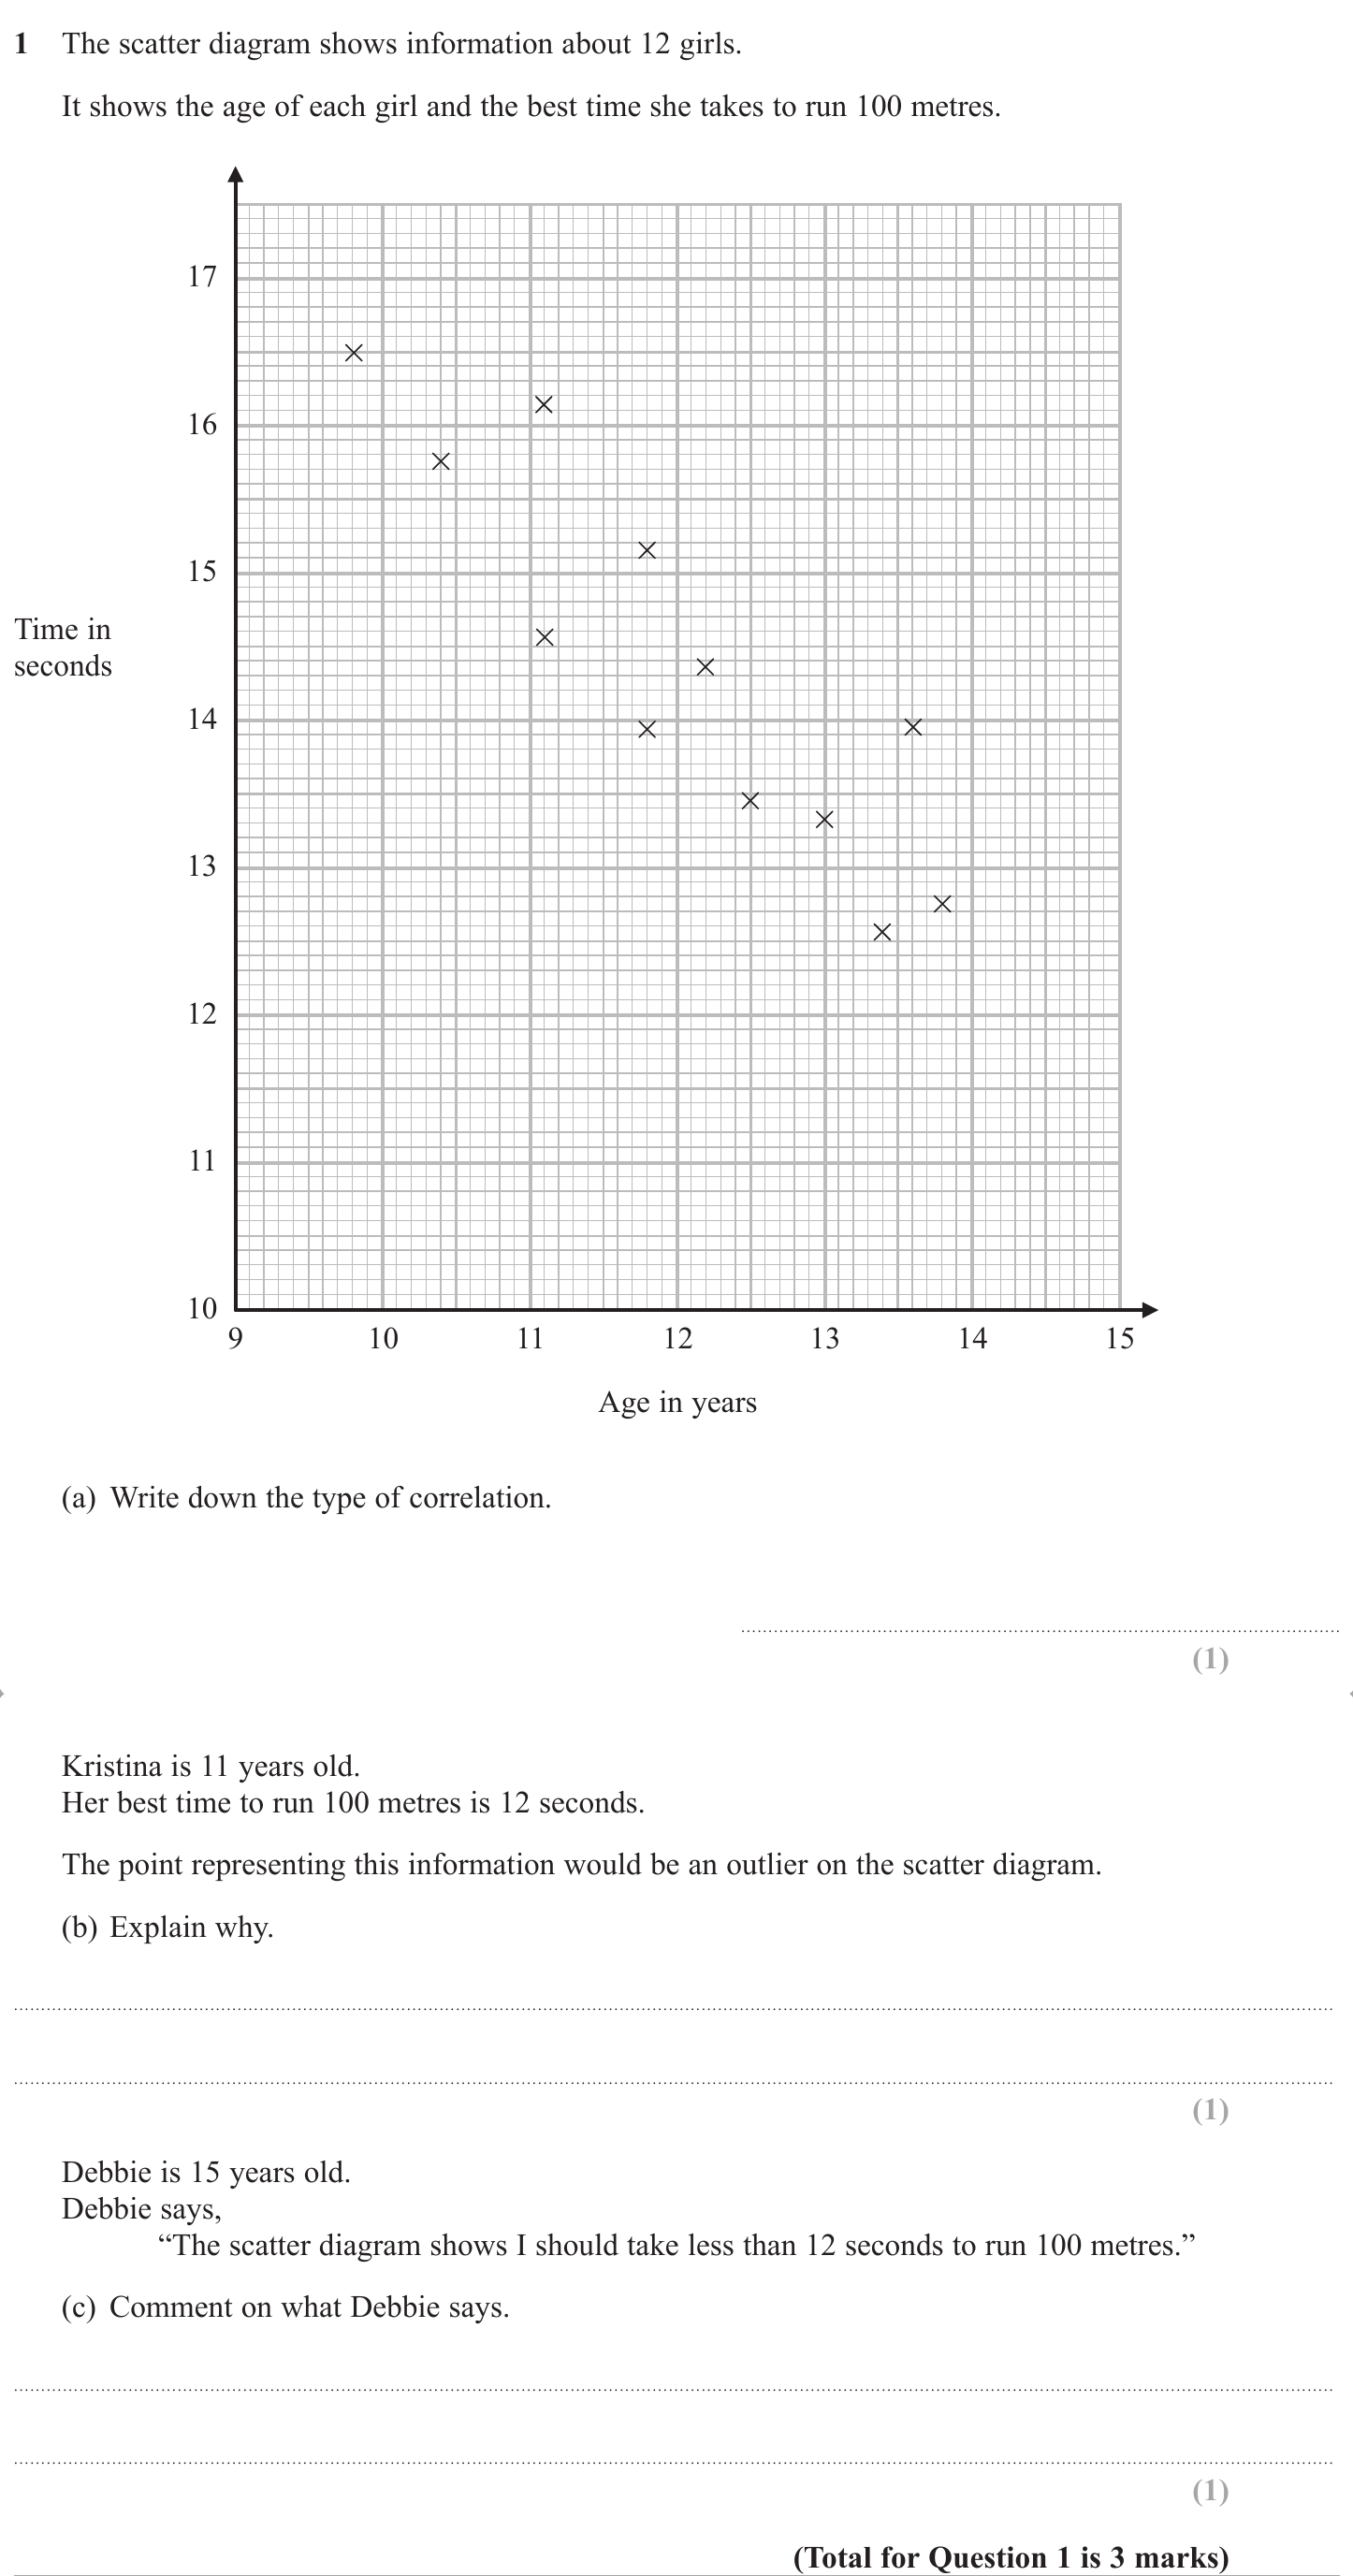 1 The scatter diagram shows information about 12 girls.
It shows the age of each girl and the best time she takes to run 100 metres.
17
16
15
Time in
seconds
14
13
12
11
10
9 10 11 12 13 14 15
Age in years
(a) Write down the type of correlation.
(1)
Kristina is 11 years old.
Her best time to run 100 metres is 12 seconds.
The point representing this information would be an outlier on the scatter diagram.
(b) Explain why.
(1)
Debbie is 15 years old.
Debbie says,
“The scatter diagram shows I should take less than 12 seconds to run 100 metres.”
(c) Comment on what Debbie says.
(1)
(Total for Question 1 is 3 marks)